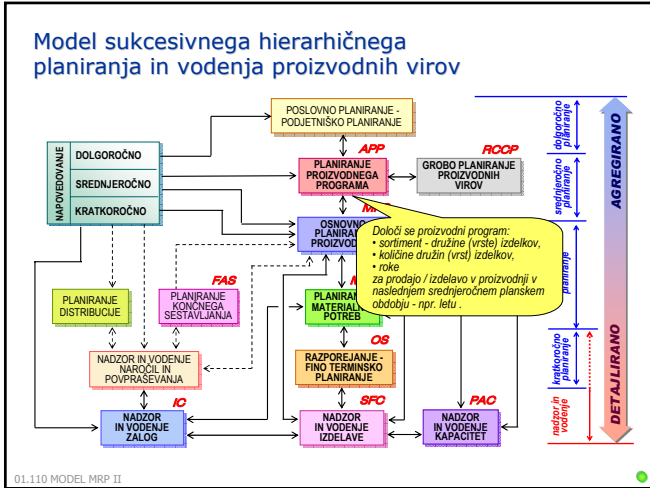 Model sukcesivnega hierarhičnega
planiranja in vodenja proizvodnih virov
POSLOVNO PLANIRANJE -
PODJETNIŠKO PLANIRANJE
NAPOVEDOVANJE
DOLGOROČNO
SREDNJEROČNO
KRATKOROČNO
APP
PLANIRANJE
PROIZVODNEGA
PROGRAMA
RCCP
GROBO PLANIRANJE
PROIZVODNIH
VIROV
OSNOVNO
Določi se proizvodni program:
• sortiment - družine (vrste) izdelkov,
• količine družin (vrst) izdelkov,
• roke
za prodajo / izdelavo v proizvodnji v
naslednjem srednjeročnem planskem
obdobju - npr. letu .
PLANIRANJE
DISTRIBUCIJE
FAS
PLANIRANJE
KONČNEGA
SESTAVLJANJA
POTREB
NADZOR IN VODENJE
NAROČIL IN
POVPRAŠEVANJA
OS
RAZPOREJANJE -
FINO TERMINSKO
PLANIRANJE
IC
NADZOR
IN VODENJE
ZALOG
SFC
NADZOR
IN VODENJE
IZDELAVE
PAC
NADZOR
IN VODENJE
KAPACITET
dolgoročno
planiranje
srednjeročno
planiranje
planiranje
kratkoročno
planiranje
nadzor in
vodenje
AGREGIRANO
DETAJLIRANO
01.110 MODEL MRP II